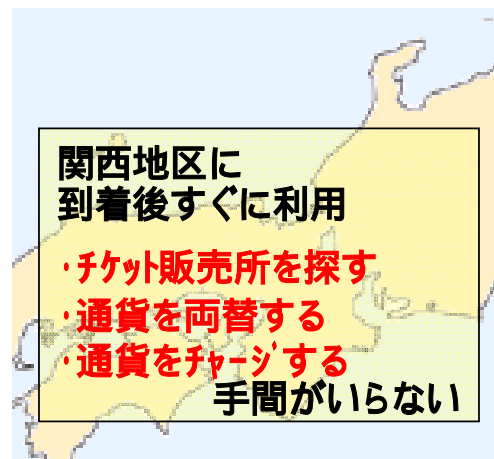 関西地区に
到着後すぐに利用
・チケット販売所を探す
・通貨を両替する
・通貨をチャージする
手間がいらない